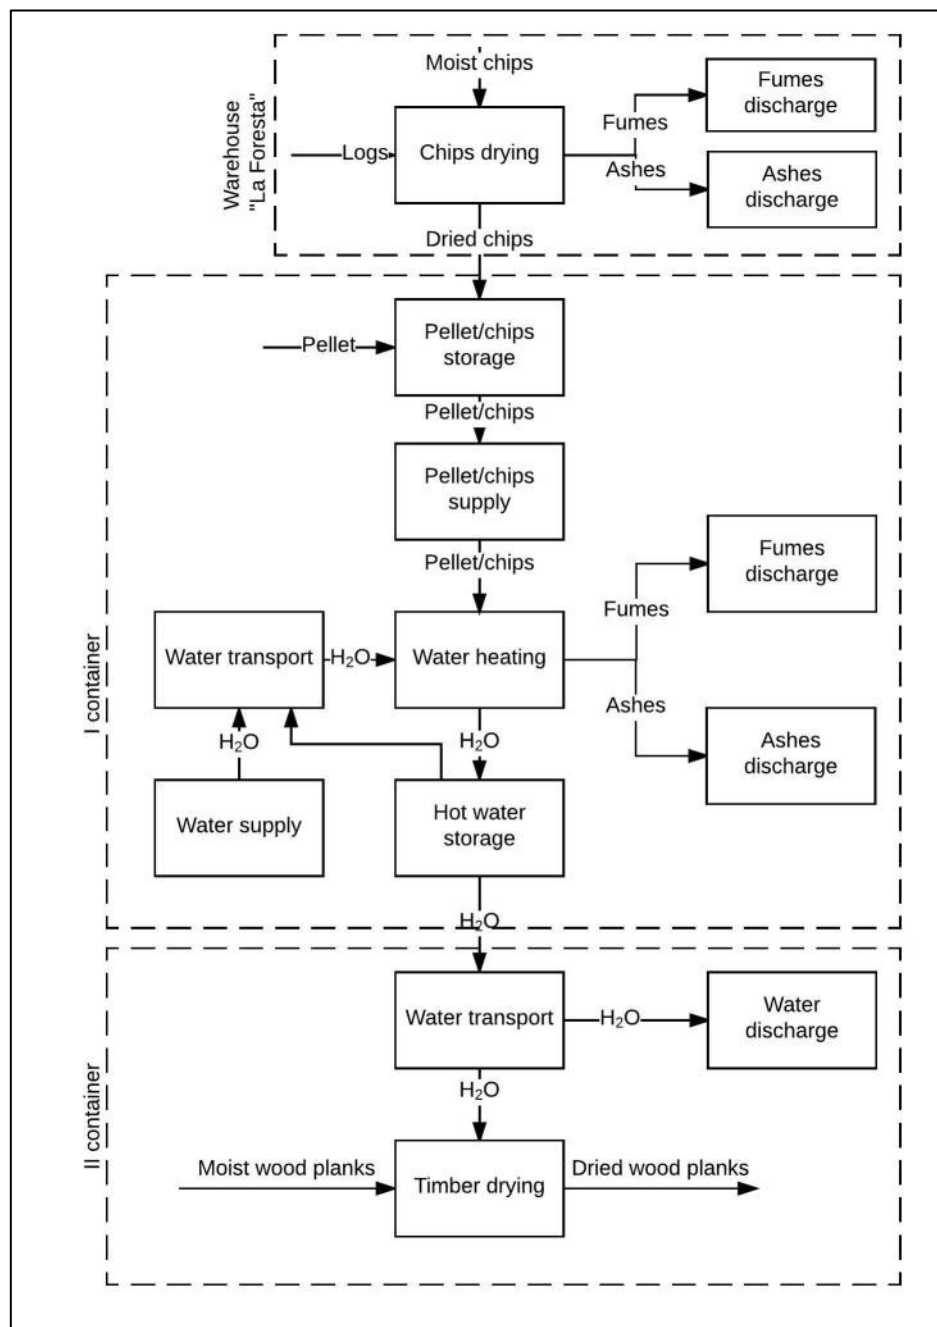 Moist chips
Fumes
discharge
Fumes
Logs
Chips drying
Ashes
Ashes
discharge
Warehouse
"La Foresta"
Dried chips
Pellet
Pellet/chips
storage
Pellet/chips
Pellet/chips
supply
Pellet/chips
Fumes
discharge
Fumes
Water transport
H₂O
Water heating
Ashes
Ashes
discharge
I container
H₂O
H₂O
Water supply
Hot water
storage
H₂O
Water transport
H₂O
Water
discharge
H₂O
II container
Moist wood planks
Timber drying
Dried wood planks